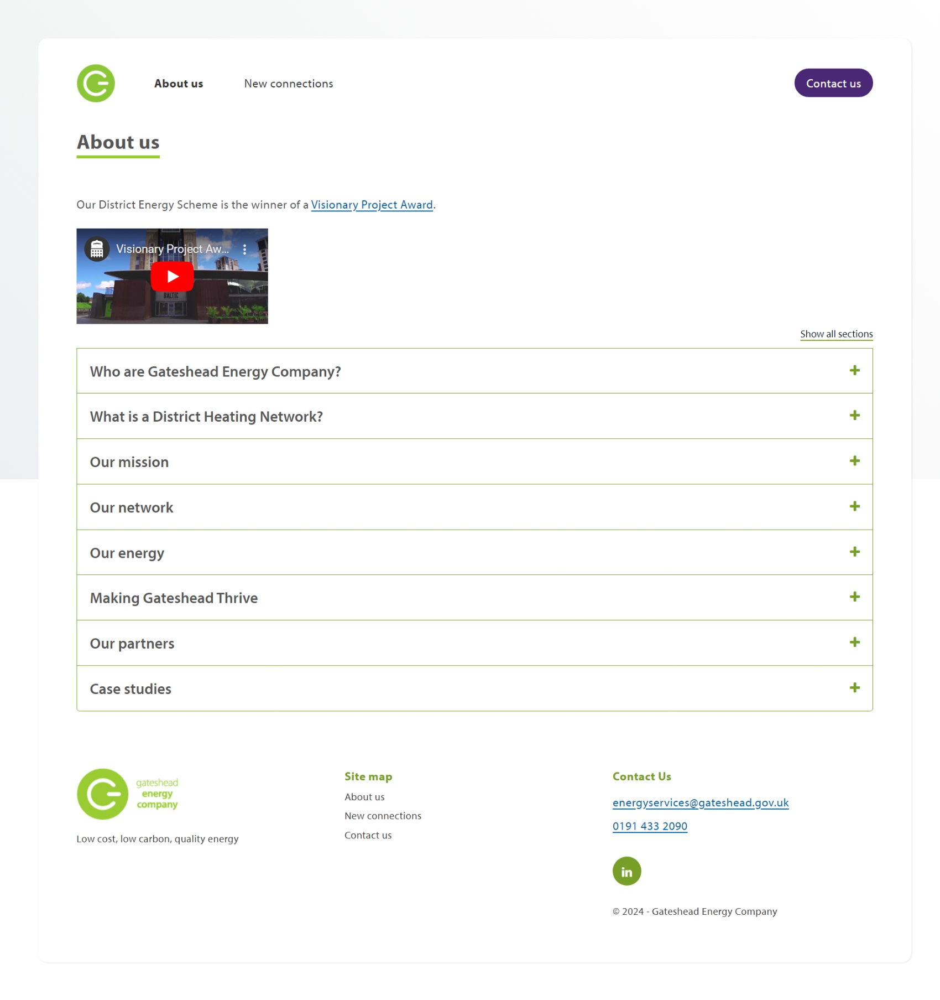 About us
New connections
Contact us
About us
Our District Energy Scheme is the winner of a Visionary Project Award.
Visionary Project Aw...
BALTIC
Show all sections
Who are Gateshead Energy Company?
What is a District Heating Network?
Our mission
Our network
Our energy
Making Gateshead Thrive
Our partners
Case studies
gateshead
energy
company
Low cost, low carbon, quality energy
Site map
About us
New connections
Contact us
Contact Us
energyservices@gateshead.gov.uk
0191 433 2090
in
© 2024 - Gateshead Energy Company